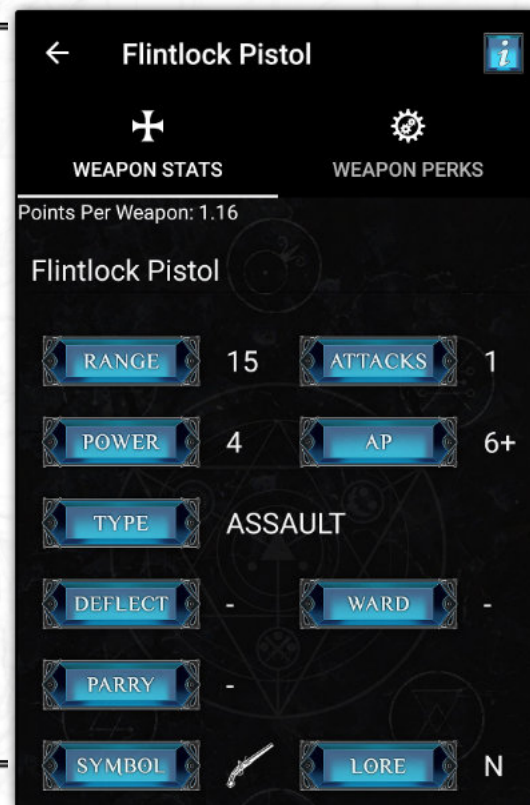 Flintlock Pistol
i
WEAPON STATS WEAPON PERKS
Points Per Weapon: 1.16
Flintlock Pistol
RANGE 15 ATTACKS 1
POWER 4 AP 6+
TYPE ASSAULT
DEFLECT - WARD -
PARRY -
SYMBOL LORE N